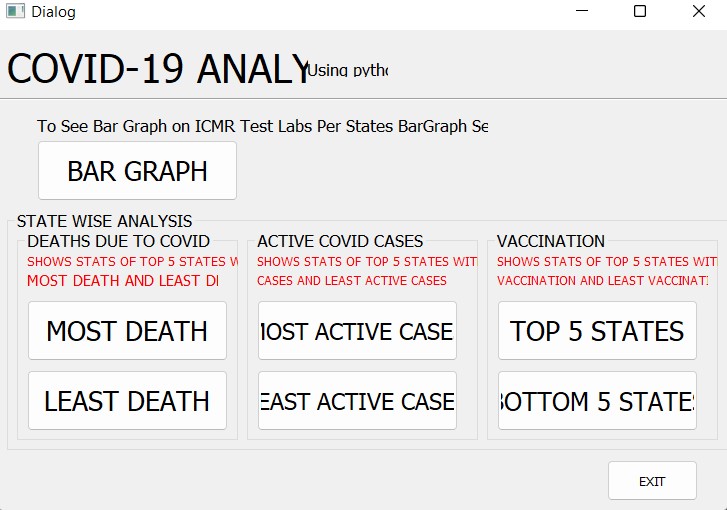 Dialog
COVID-19 ANALY
Using pytho
To See Bar Graph on ICMR Test Labs Per States BarGraph Se
BAR GRAPH
STATE WISE ANALYSIS
DEATHS DUE TO COVID
SHOWS STATS OF TOP 5 STATES W
MOST DEATH AND LEAST D
MOST DEATH
LEAST DEATH
ACTIVE COVID CASES
SHOWS STATS OF TOP 5 STATES WIT
CASES AND LEAST ACTIVE CASES
MOST ACTIVE CASE
EAST ACTIVE CASE
VACCINATION
SHOWS STATS OF TOP 5 STATES WIT
VACCINATION AND LEAST VACCINATI
TOP 5 STATES
BOTTOM 5 STATES
EXIT